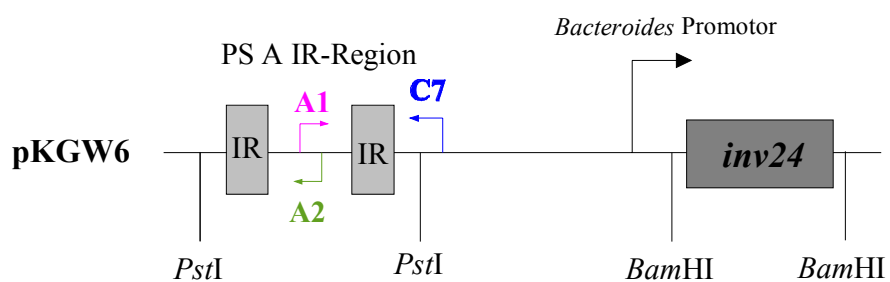 Bacteroides Promotor
PS A IR-Region
A1
C7
pKGW6
IR
IR
inv24
A2
PstI
PstI
BamHI
BamHI